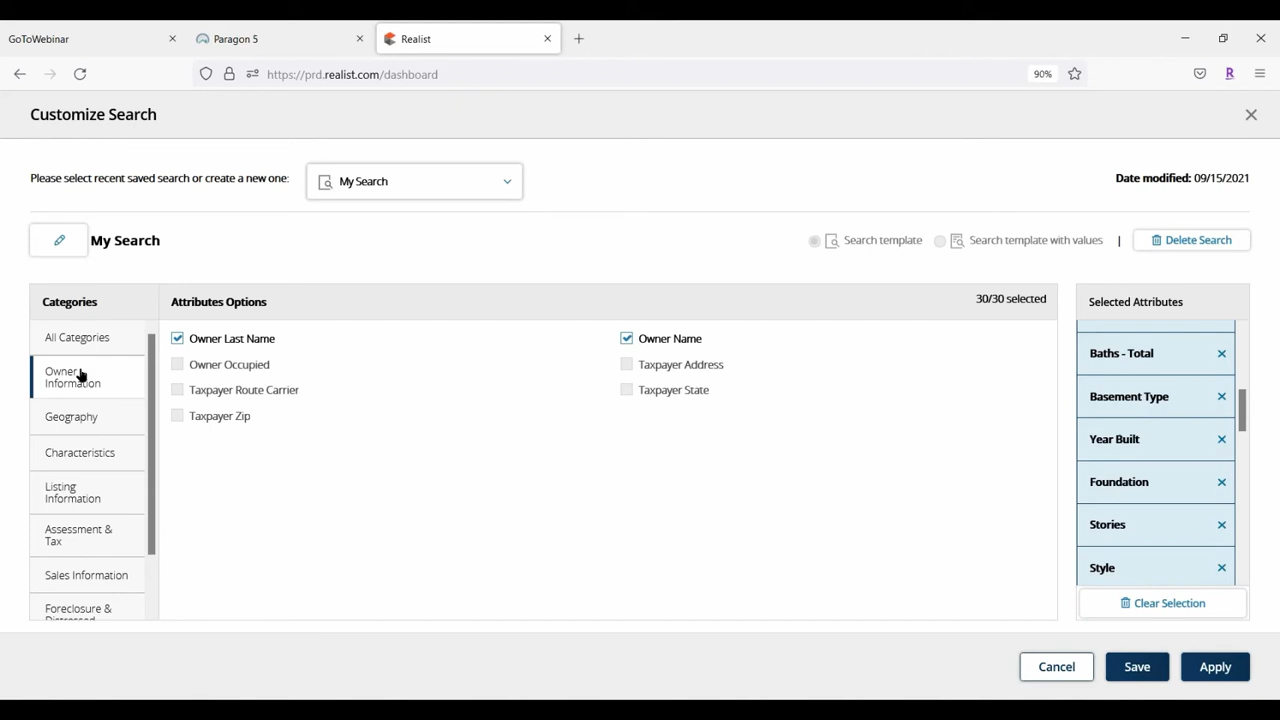 GoToWebinar
Paragon 5
Realist
https://prd.realist.com/dashboard
90%
Customize Search
Please select recent saved search or create a new one:
My Search
Date modified: 09/15/2021
My Search
Search template
Search template with values
|
Delete Search
Categories
All Categories
Owner
Information
Geography
Characteristics
Listing
Information
Assessment &
Tax
Sales Information
Foreclosure &
Distressed
Attributes Options
30/30 selected
Owner Last Name
Owner Name
Owner Occupied
Taxpayer Address
Taxpayer Route Carrier
Taxpayer State
Taxpayer Zip
Selected Attributes
Baths - Total
Basement Type
Year Built
Foundation
Stories
Style
Clear Selection
Cancel
Save
Apply